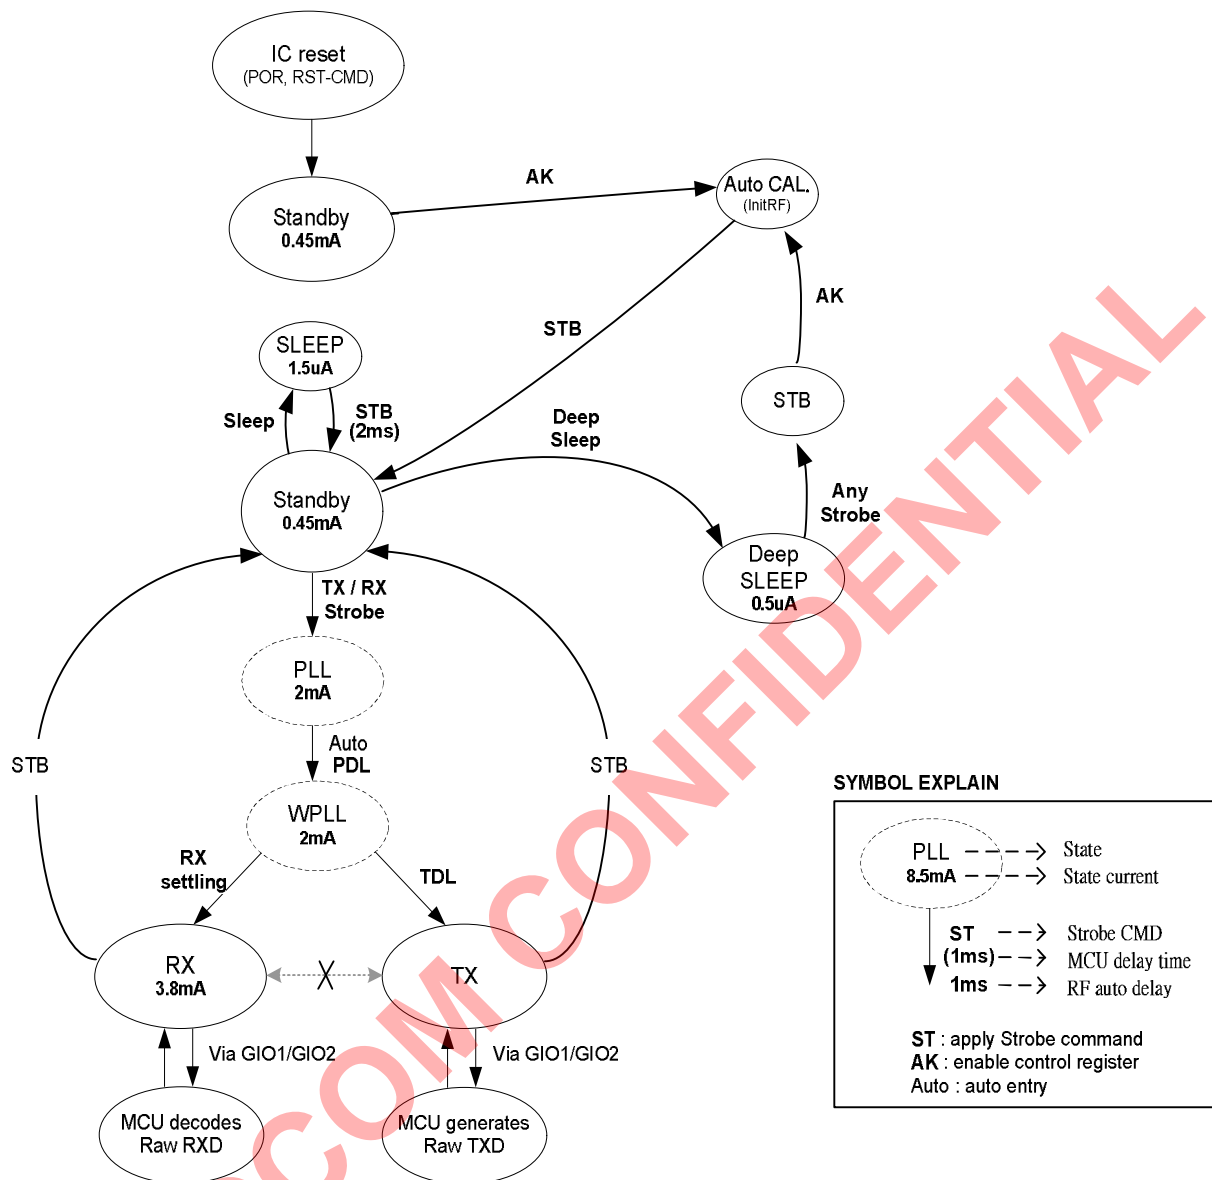 IC reset
(POR, RST-CMD)
AK
Auto CAL.
(InitRF)
Standby
0.45mA
AK
STB
SLEEP
1.5uA
Sleep
STB
(2ms)
Deep
Sleep
STB
Standby
0.45mA
Any
Strobe
Deep
SLEEP
0.5uA
TX / RX
Strobe
PLL
2mA
Auto
PDL
STB
STB
WPLL
2mA
RX
settling
TDL
RX
3.8mA
TX
Via GIO1/GIO2
Via GIO1/GIO2
MCU decodes
Raw RXD
MCU generates
Raw TXD
SYMBOL EXPLAIN
PLL
State
8.5mA
State current
ST
Strobe CMD
(1ms)
MCU delay time
1ms
RF auto delay
ST : apply Strobe command
AK : enable control register
Auto : auto entry
COM CONFIDENTIAL